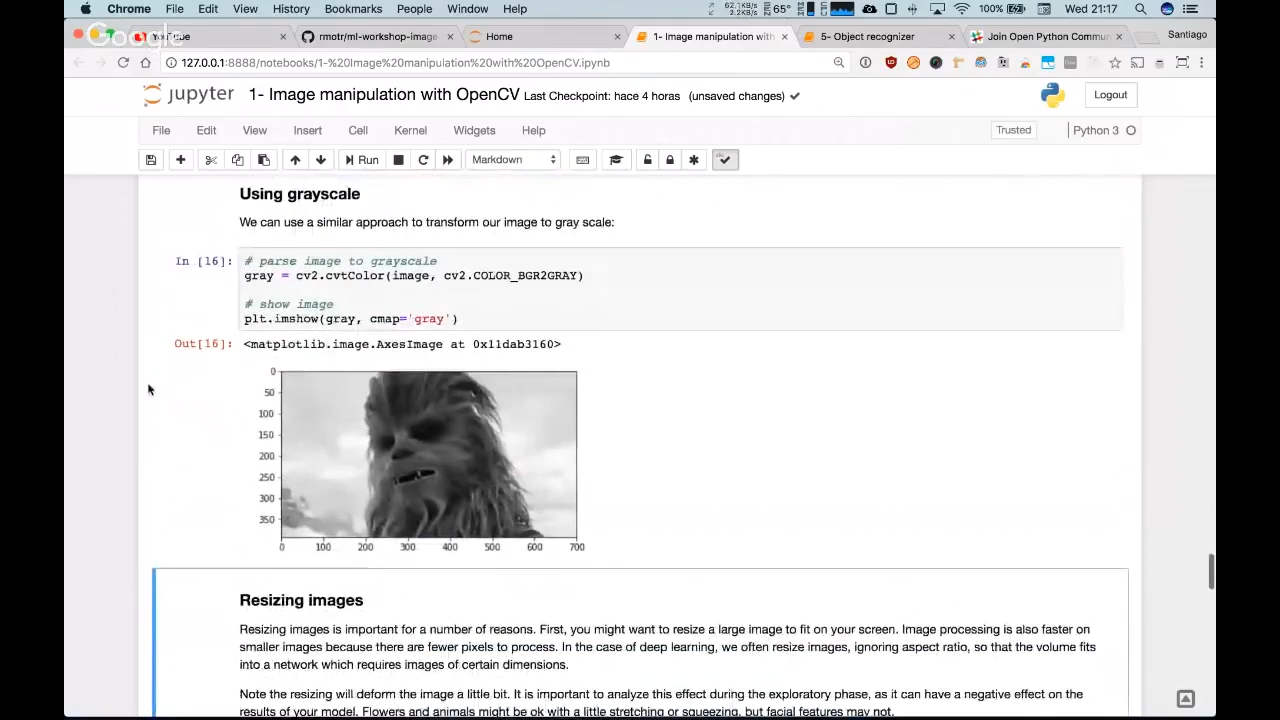 Chrome File Edit View History Bookmarks People Window Help 62.1KB 2.2KB 65° 100% Wed 21:17
Google
YouTube × rmotr/ml-workshop-image × Home × 1- Image manipulation with × 5- Object recognizer × Join Open Python Commun × Santiago
127.0.0.1:8888/notebooks/1-%20Image%20manipulation%20with%20OpenCV.ipynb
jupyter 1- Image manipulation with OpenCV Last Checkpoint: hace 4 horas (unsaved changes) Logout
File Edit View Insert Cell Kernel Widgets Help Trusted Python 3
Run Markdown
Using grayscale
We can use a similar approach to transform our image to gray scale:
In [16]: # parse image to grayscale
gray = cv2.cvtColor(image, cv2.COLOR_BGR2GRAY)
# show image
plt.imshow(gray, cmap='gray')
Out[16]: <matplotlib.image.AxesImage at 0x11dab3160>
0
50
100
150
200
250
300
350
0 100 200 300 400 500 600 700
Resizing images
Resizing images is important for a number of reasons. First, you might want to resize a large image to fit on your screen. Image processing is also faster on
smaller images because there are fewer pixels to process. In the case of deep learning, we often resize images, ignoring aspect ratio, so that the volume fits
into a network which requires images of certain dimensions.
Note the resizing will deform the image a little bit. It is important to analyze this effect during the exploratory phase, as it can have a negative effect on the
results of your model. Flowers and animals might be ok with a little stretching or squeezing, but facial features may not.